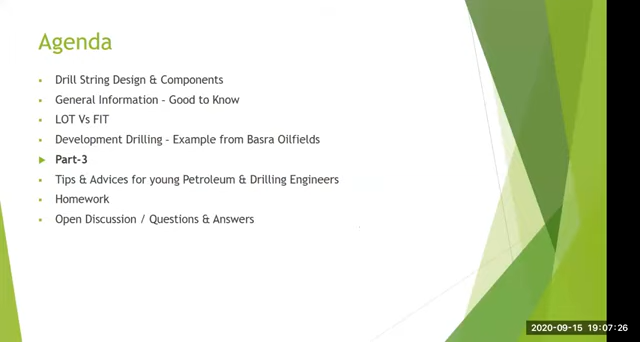 Agenda
Drill String Design & Components
General Information – Good to Know
LOT Vs FIT
Development Drilling – Example from Basra Oilfields
Part-3
Tips & Advices for young Petroleum & Drilling Engineers
Homework
Open Discussion / Questions & Answers
2020-09-15 19:07:26